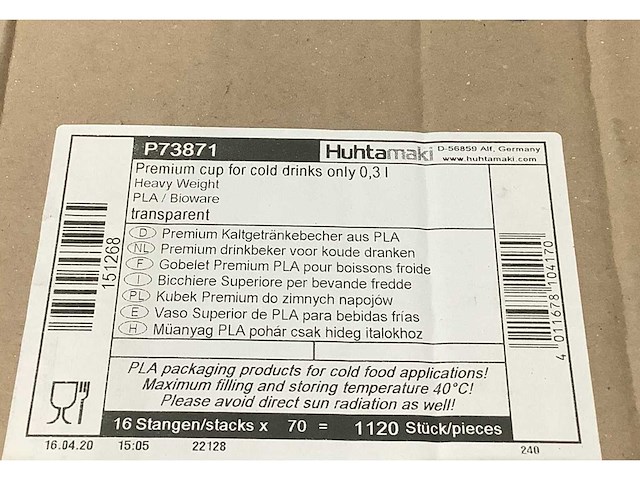 P73871 Huhtamaki D-56859 Alf, Germany
www.huhtamaki.com
Premium cup for cold drinks only 0,3 l
Heavy Weight
PLA / Bioware
transparent
D Premium Kaltgetränkebecher aus PLA
NL Premium drinkbeker voor koude dranken
F Gobelet Premium PLA pour boissons froide
I Bicchiere Superiore per bevande fredde
PL Kubek Premium do zimnych napojów
E Vaso Superior de PLA para bebidas frías
H Müanyag PLA pohár csak hideg italokhoz
151268
4 011678 104170
PLA packaging products for cold food applications!
Maximum filling and storing temperature 40°C!
Please avoid direct sun radiation as well!
16 Stangen/stacks x 70 = 1120 Stück/pieces
16.04.20 15:05 22128 240